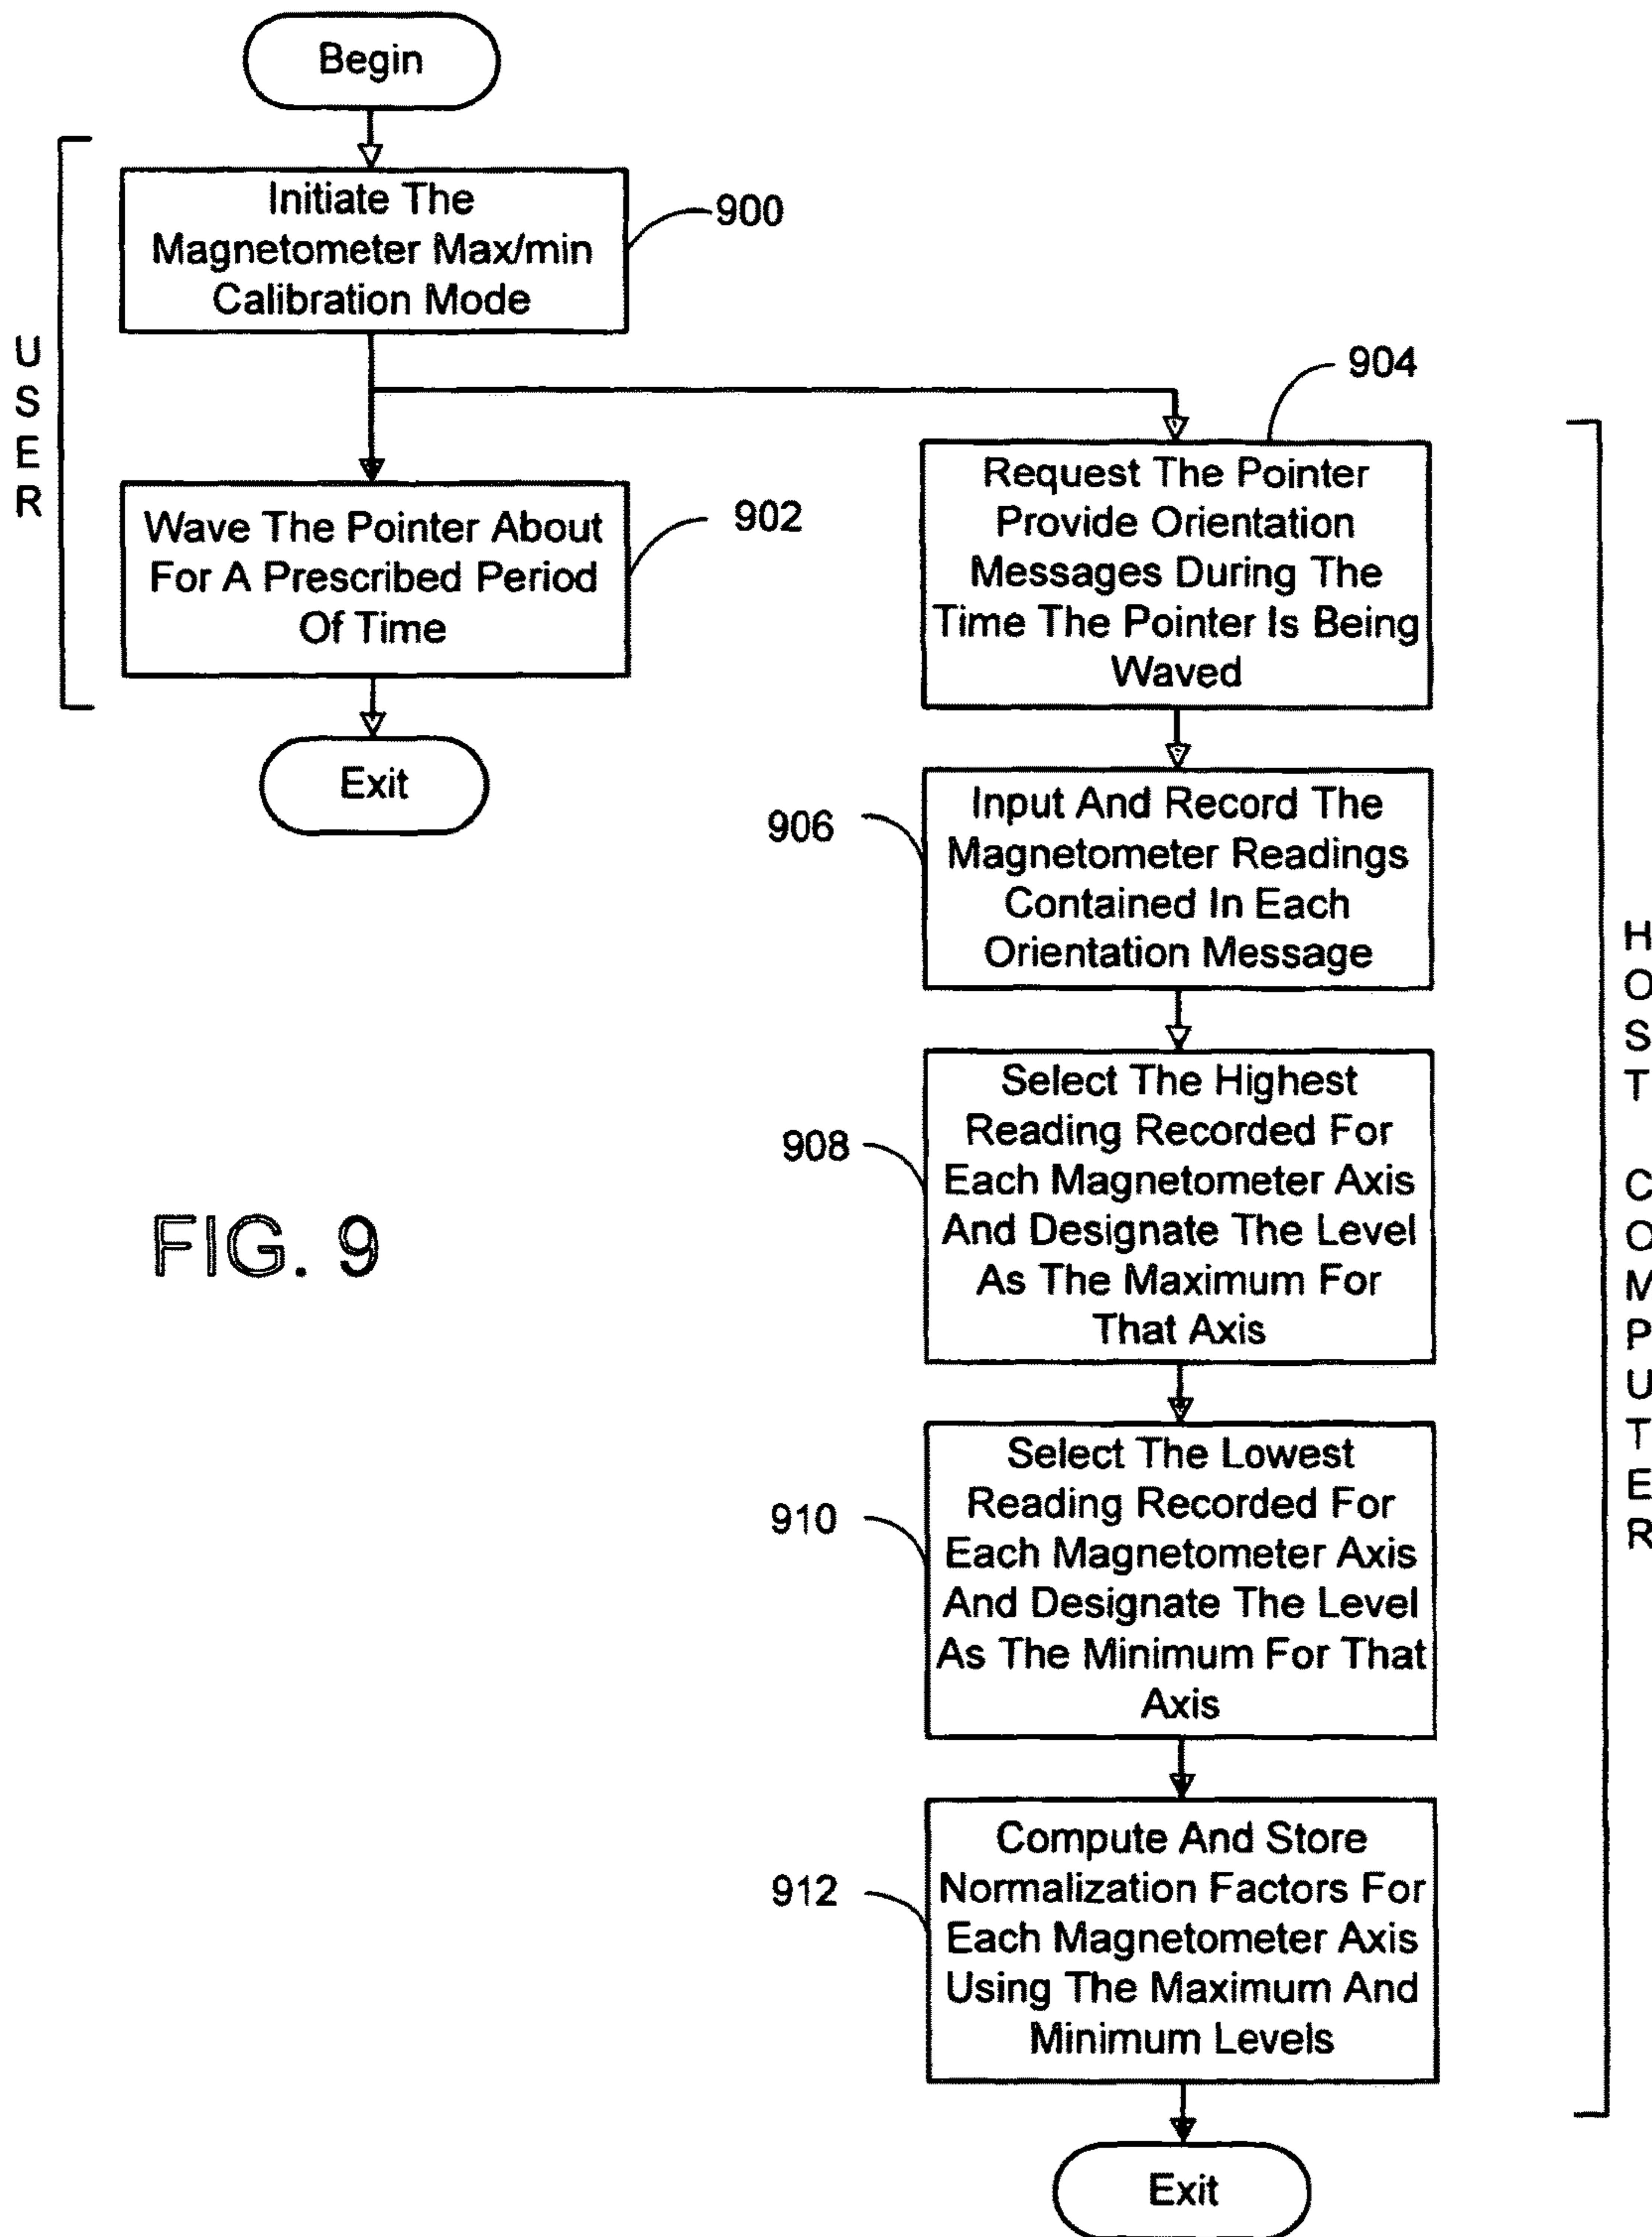 Begin
USER
Initiate The
Magnetometer Max/min
Calibration Mode
900
Wave The Pointer About
For A Prescribed Period
Of Time
902
Exit
904
Request The Pointer
Provide Orientation
Messages During The
Time The Pointer Is Being
Waved
906
Input And Record The
Magnetometer Readings
Contained In Each
Orientation Message
908
Select The Highest
Reading Recorded For
Each Magnetometer Axis
And Designate The Level
As The Maximum For
That Axis
910
Select The Lowest
Reading Recorded For
Each Magnetometer Axis
And Designate The Level
As The Minimum For That
Axis
912
Compute And Store
Normalization Factors For
Each Magnetometer Axis
Using The Maximum And
Minimum Levels
Exit
HOST COMPUTER
FIG. 9